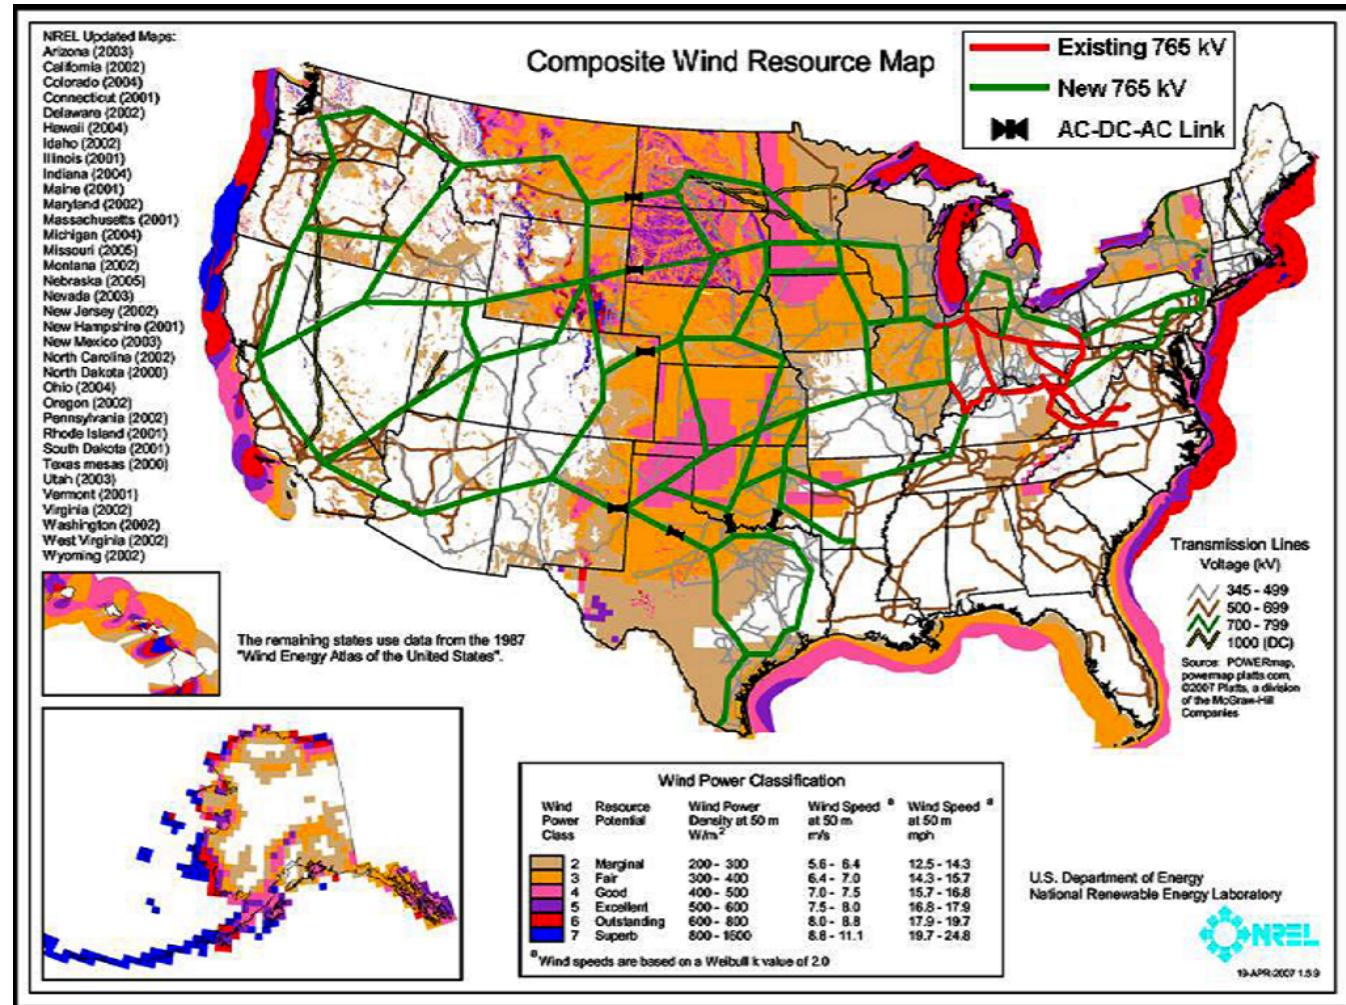 NREL Updated Maps:
Arizona (2003)
California (2002)
Colorado (2004)
Connecticut (2001)
Delaware (2002)
Hawaii (2004)
Idaho (2002)
Illinois (2001)
Indiana (2004)
Maine (2001)
Maryland (2002)
Massachusetts (2001)
Michigan (2004)
Missouri (2005)
Montana (2002)
Nebraska (2005)
Nevada (2003)
New Jersey (2002)
New Hampshire (2001)
New Mexico (2003)
North Carolina (2002)
North Dakota (2000)
Ohio (2004)
Oregon (2002)
Pennsylvania (2002)
Rhode Island (2001)
South Dakota (2001)
Texas mesas (2000)
Utah (2003)
Vermont (2001)
Virginia (2002)
Washington (2002)
West Virginia (2002)
Wyoming (2002)
Composite Wind Resource Map
Existing 765 kV
New 765 kV
AC-DC-AC Link
The remaining states use data from the 1987
"Wind Energy Atlas of the United States".
Transmission Lines
Voltage (kV)
345 - 499
500 - 699
700 - 799
1000 (DC)
Source: POWERmap,
powermap.platts.com,
©2007 Platts, a division
of the McGraw-Hill
Companies
Wind Power Classification
Wind Power Class Resource Potential Wind Power Density at 50 m W/m² Wind Speed ª at 50 m m/s Wind Speed ª at 50 m mph
2 Marginal 200 - 300 5.6 - 6.4 12.5 - 14.3
3 Fair 300 - 400 6.4 - 7.0 14.3 - 15.7
4 Good 400 - 500 7.0 - 7.5 15.7 - 16.8
5 Excellent 500 - 600 7.5 - 8.0 16.8 - 17.9
6 Outstanding 600 - 800 8.0 - 8.8 17.9 - 19.7
7 Superb 800 - 1600 8.8 - 11.1 19.7 - 24.8
ª Wind speeds are based on a Weibull k value of 2.0
U.S. Department of Energy
National Renewable Energy Laboratory
NREL
19-APR-2007 1.5.9